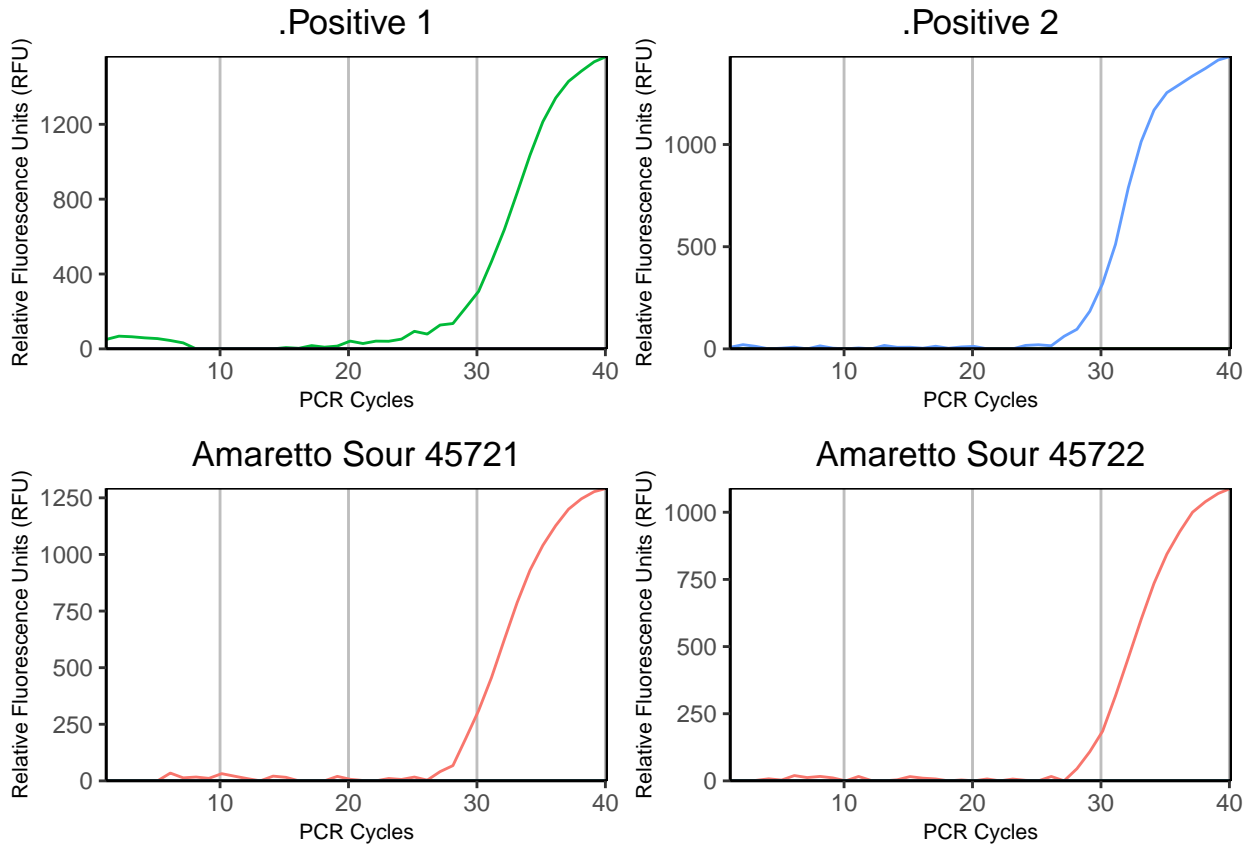 .Positive 1
Relative Fluorescence Units (RFU)
1200
800
400
0
10 20 30 40
PCR Cycles
.Positive 2
Relative Fluorescence Units (RFU)
1000
500
0
10 20 30 40
PCR Cycles
Amaretto Sour 45721
Relative Fluorescence Units (RFU)
1250
1000
750
500
250
0
10 20 30 40
PCR Cycles
Amaretto Sour 45722
Relative Fluorescence Units (RFU)
1000
750
500
250
0
10 20 30 40
PCR Cycles